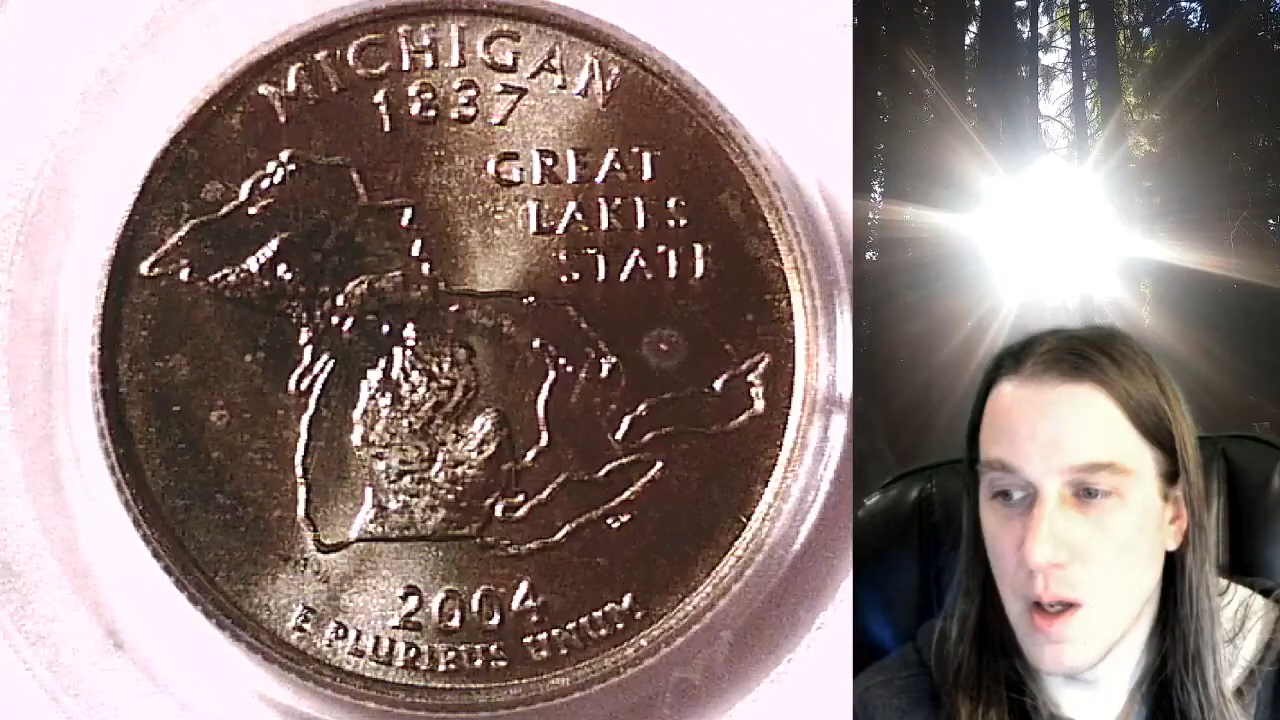 MICHIGAN
1837
GREAT
LAKES
STATE
2004
E PLURIBUS UNUM